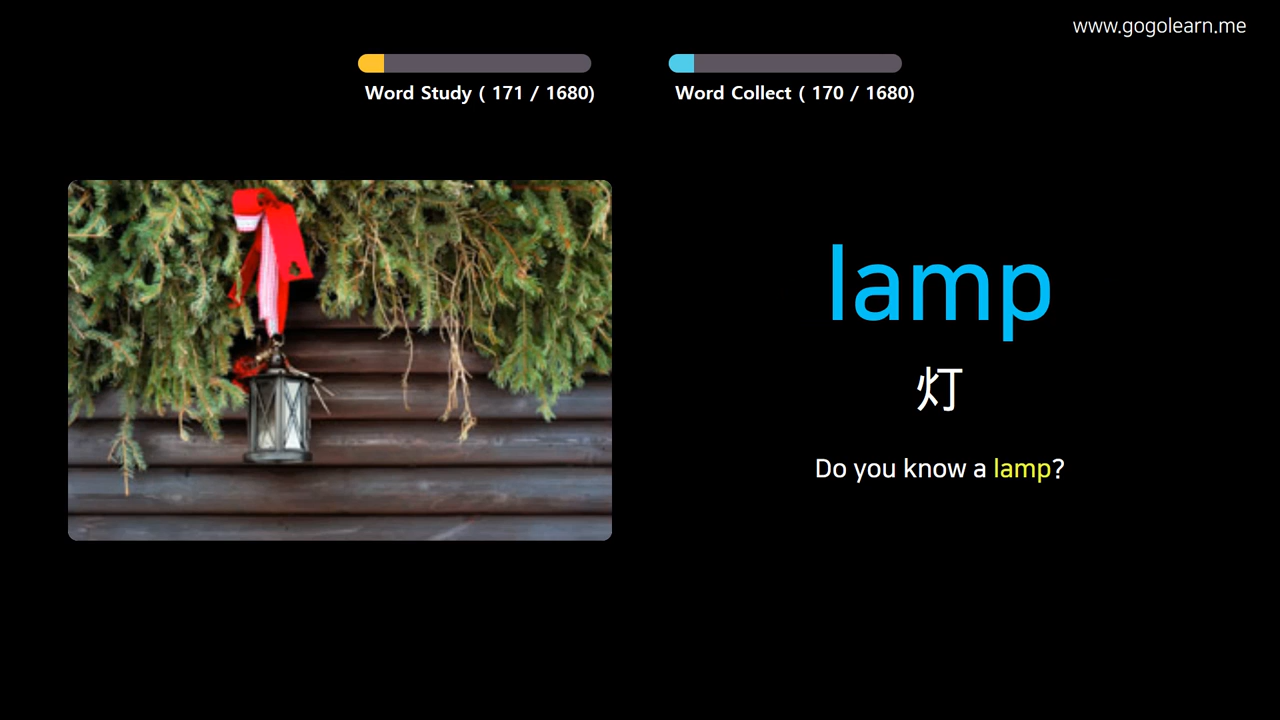 www.gogolearn.me
Word Study ( 171 / 1680)
Word Collect ( 170 / 1680)
lamp
灯
Do you know a lamp?